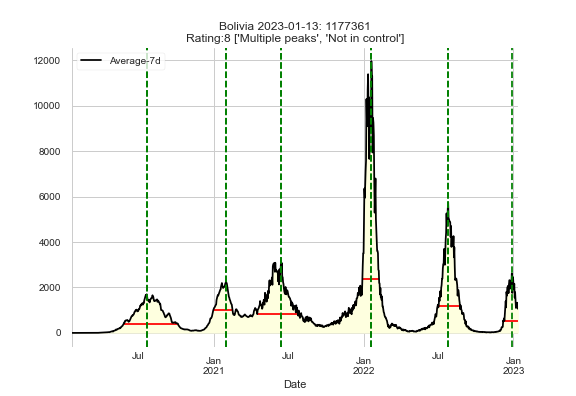 Bolivia 2023-01-13: 1177361
Rating:8 ['Multiple peaks', 'Not in control']
Average-7d
12000
10000
8000
6000
4000
2000
0
Jul
Jan
2021
Jul
Jan
2022
Jul
Jan
2023
Date